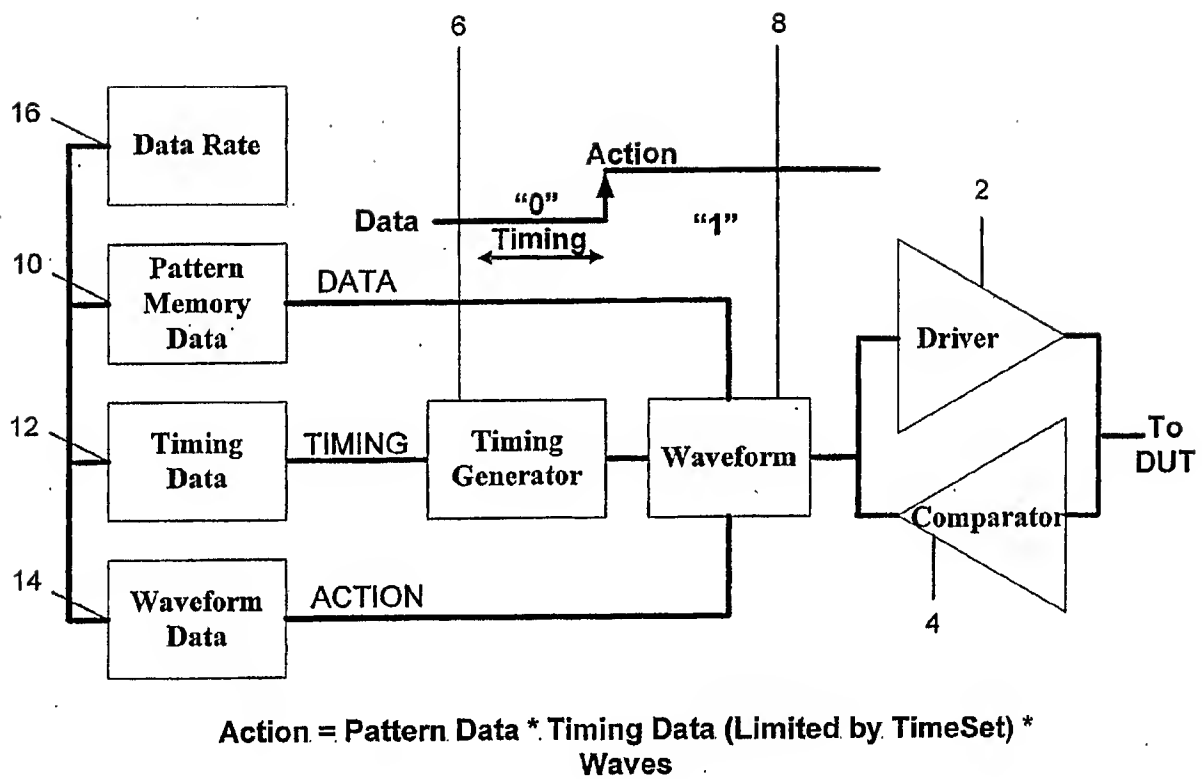 6
8
16
Data Rate
Action
"0"
Data
"1"
Timing
2
10
Pattern
Memory
Data
DATA
Driver
12
Timing
Data
TIMING
Timing
Generator
Waveform
To
DUT
Comparator
14
Waveform
Data
ACTION
4
Action = Pattern Data * Timing Data (Limited by TimeSet) *
Waves